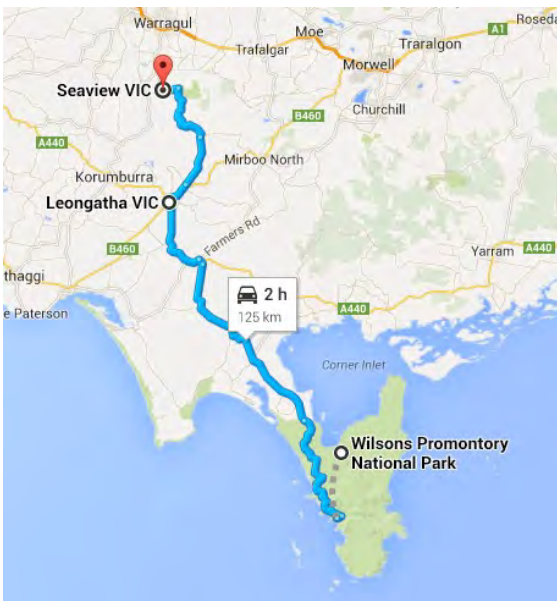 Warragul
Moe
Traralgon
Roseda
A1
Trafalgar
Morwell
Seaview VIC
Churchill
B460
A440
Mirboo North
Korumburra
Leongatha VIC
Farmers Rd
B460
Yarram
A440
thaggi
2 h
125 km
e Paterson
A440
Corner Inlet
Wilsons Promontory
National Park